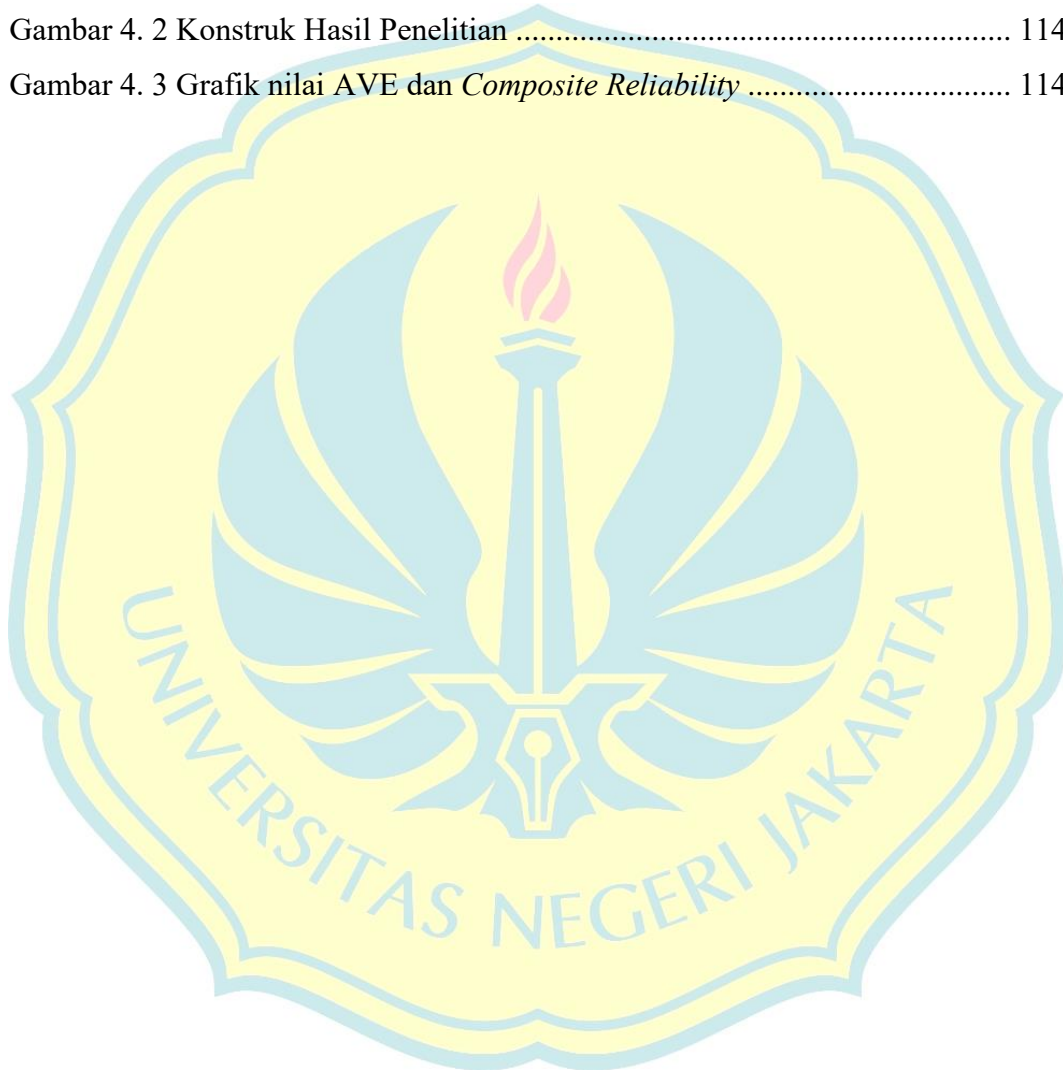 Gambar 4. 2 Konstruk Hasil Penelitian ................................................................ 114
Gambar 4. 3 Grafik nilai AVE dan Composite Reliability .................................. 114
UNIVERSITAS NEGERI JAKARTA